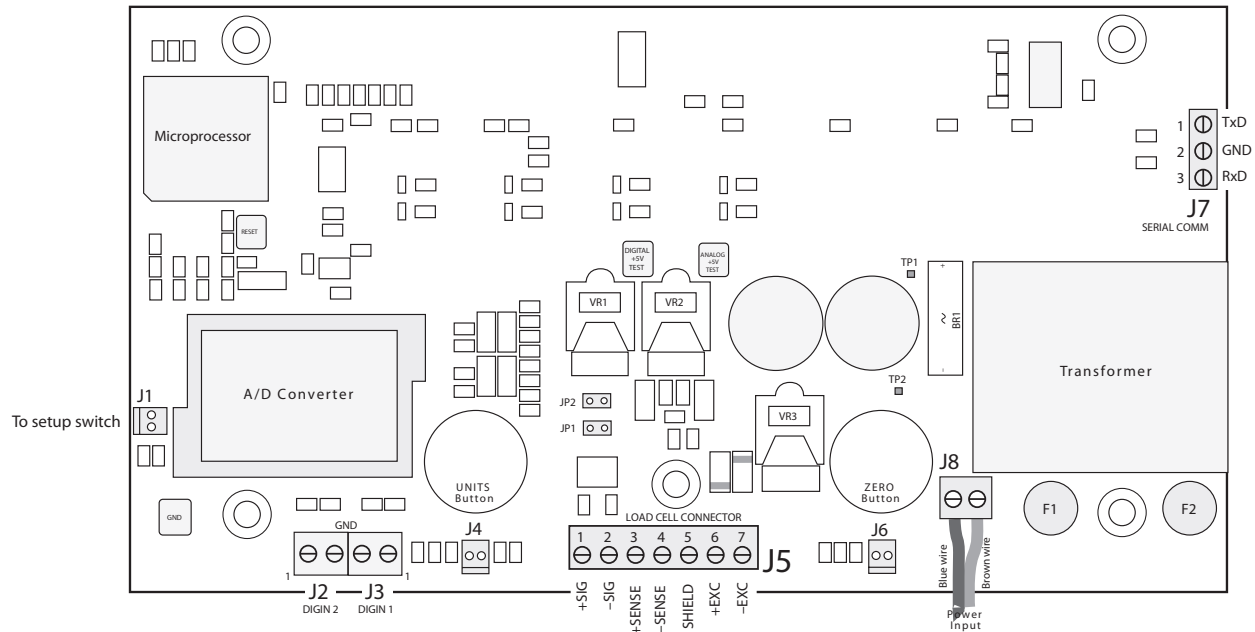 Microprocessor
1 TxD
2 GND
3 RxD
J7
SERIAL COMM
RESET
DIGITAL
+5V
TEST
ANALOG
+5V
TEST
TP1
VR1
VR2
+
~
BR1
–
A/D Converter
Transformer
J1
To setup switch
JP2
JP1
TP2
VR3
UNITS
Button
ZERO
Button
J8
F1
F2
GND
GND
J4
LOAD CELL CONNECTOR
1 2 3 4 5 6 7
J5
J6
1
1
J2
DIGIN 2
J3
DIGIN 1
+SIG
–SIG
+SENSE
–SENSE
SHIELD
+EXC
–EXC
Blue wire
Brown wire
Power
Input